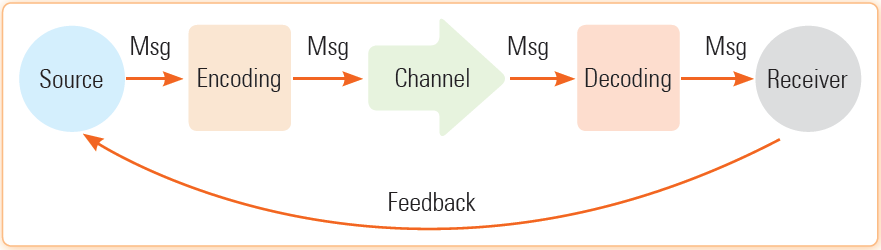 Msg
Msg
Msg
Msg
Source
Encoding
Channel
Decoding
Receiver
Feedback